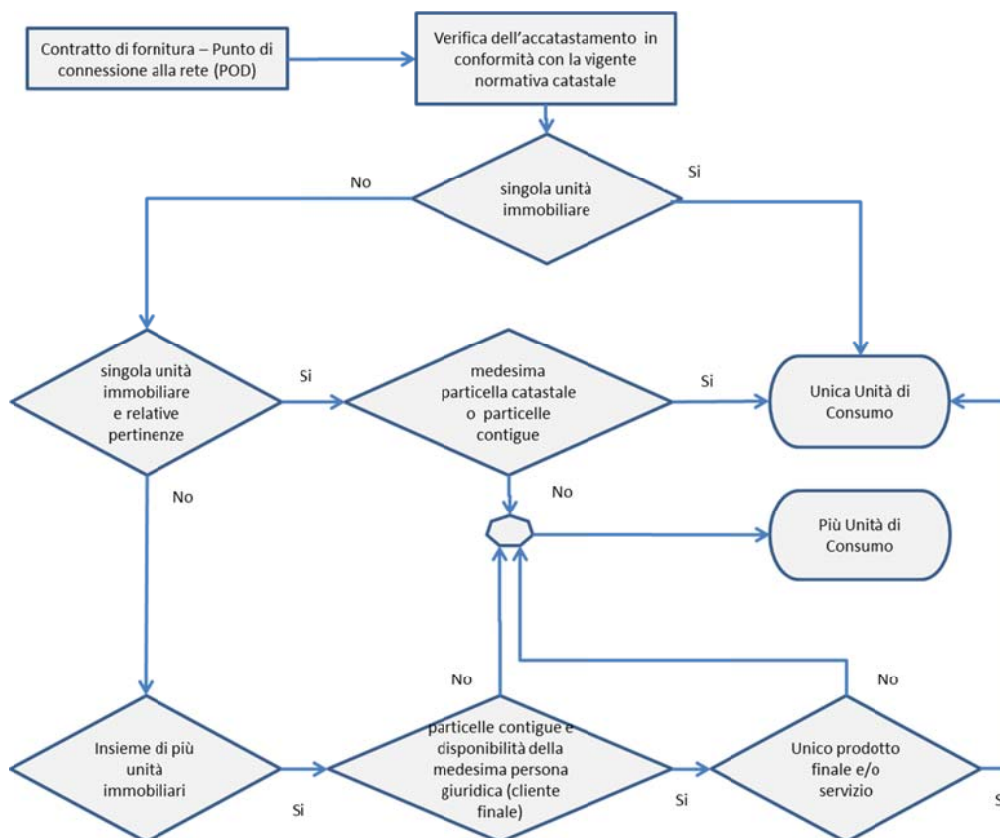 Contratto di fornitura – Punto di
connessione alla rete (POD)
Verifica dell'accatastamento in
conformità con la vigente
normativa catastale
No
singola unità
immobiliare
Si
singola unità
immobiliare
e relative
pertinenze
Si
medesima
particella catastale
o particelle
contigue
Si
Unica Unità di
Consumo
No
No
Più Unità di
Consumo
No
No
Insieme di più
unità
immobiliari
Si
particelle contigue e
disponibilità della
medesima persona
giuridica (cliente
finale)
Si
Unico prodotto
finale e/o
servizio